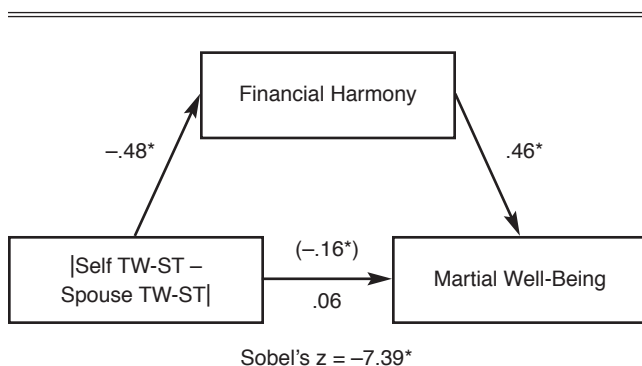 Financial Harmony
–.48*
.46*
|Self TW-ST –
Spouse TW-ST|
(–.16*)
.06
Martial Well-Being
Sobel's z = –7.39*